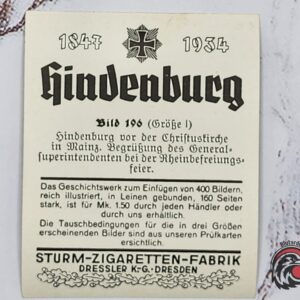 1847 1934
Hindenburg
Bild 196 (Größe I)
Hindenburg vor der Christuskirche
in Mainz. Begrüßung des General-
superintendenten bei der Rheinbefreiungs-
feier.
Das Geschichtswerk zum Einfügen von 400 Bildern,
reich illustriert, in Leinen gebunden, 160 Seiten
stark, ist für Mk. 1.50 durch jeden Händler oder
durch uns erhältlich.
Die Tauschbedingungen für die in drei Größen
erscheinenden Bilder sind aus unseren Prüfkarten
ersichtlich.
STURM-ZIGARETTEN-FABRIK
DRESSLER K-G. DRESDEN